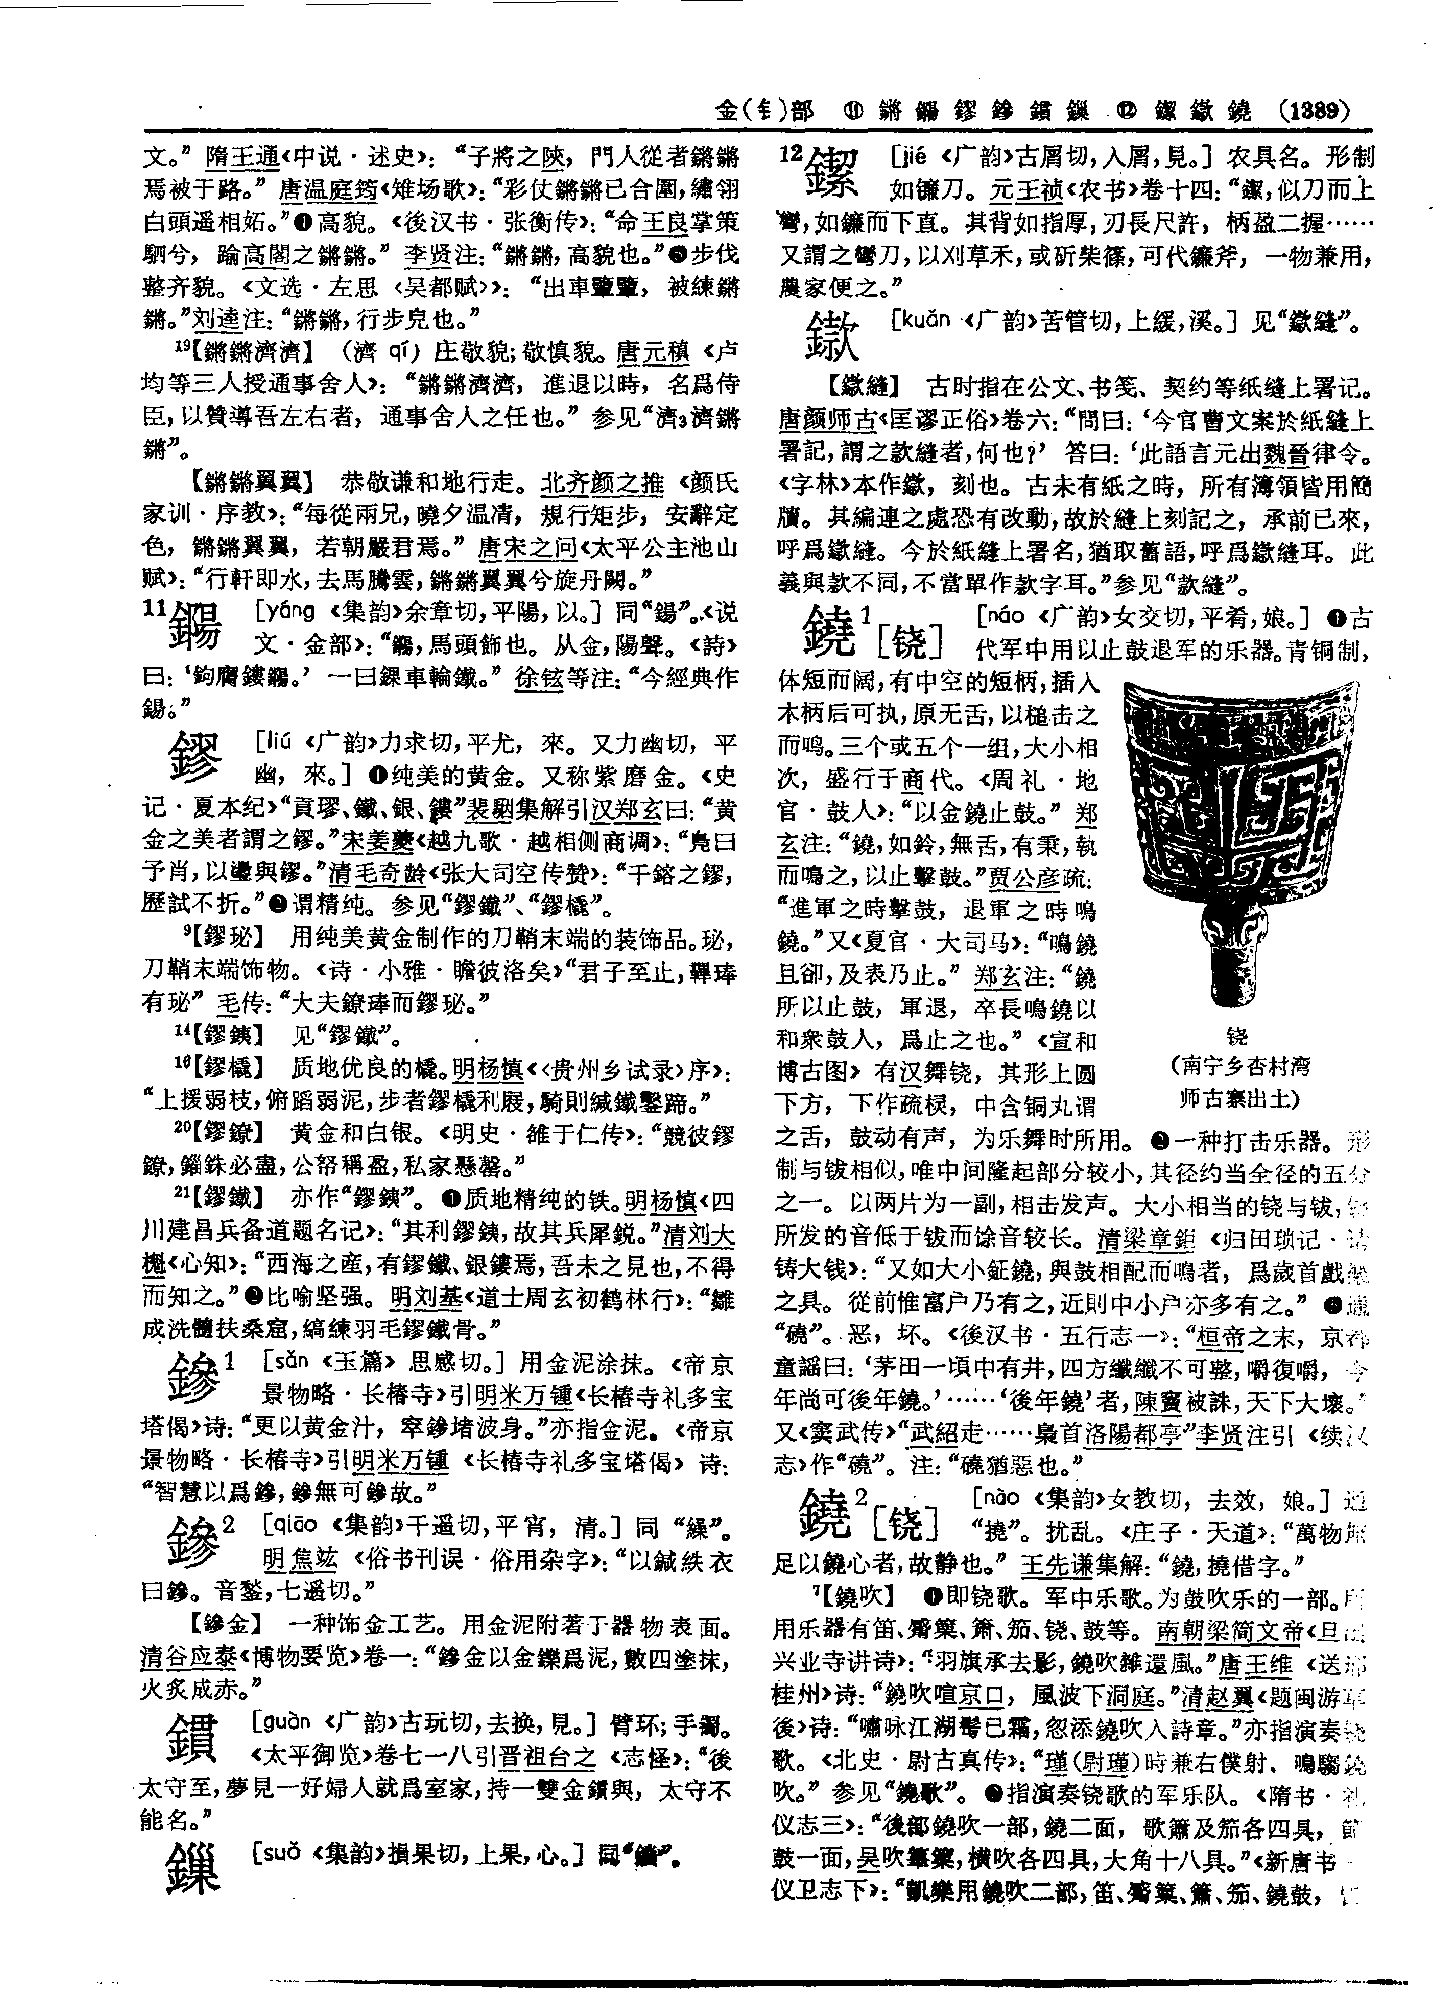 金(钅)部 ⑪ 鏘 鐊 鏐 鏒 鏆 鏁 ⑫ 鐭 鐃 (1389)
文。”隋王通《中说·述史》：“子將之陝，門人從者鏘鏘
焉被于路。”唐温庭筠《雉场歌》：“彩仗鏘鏘已合圍，繡翎
白頭遥相妬。”❹高貌。《後汉书·张衡传》：“命王良掌策
駟兮，踰高閣之鏘鏘。”李贤注：“鏘鏘，高貌也。”❺步伐
整齐貌。《文选·左思〈吴都赋〉》：“出車檻檻，被練鏘
鏘。”刘逵注：“鏘鏘，行步皃也。”
19【鏘鏘濟濟】（濟 qí）庄敬貌；敬慎貌。唐元稹《卢
均等三人授通事舍人》：“鏘鏘濟濟，進退以時，名爲侍
臣，以贊導吾左右者，通事舍人之任也。”参见“濟₃濟鏘
鏘”。
【鏘鏘翼翼】 恭敬谦和地行走。北齐颜之推《颜氏
家训·序教》：“每從兩兄，曉夕温凊，規行矩步，安辭定
色，鏘鏘翼翼，若朝嚴君焉。”唐宋之问《太平公主池山
赋》：“行軒即水，去馬騰雲，鏘鏘翼翼兮旋丹闕。”
11鐊 [yáng《集韵》余章切，平陽，以。]同“鍚”。《说
文·金部》：“鐊，馬頭飾也。从金，陽聲。《詩》
曰：‘鉤膺鏤鐊。’一曰鍱車輪鐵。”徐铉等注：“今經典作
鍚。”
鏐 [liú《广韵》力求切，平尤，來。又力幽切，平
幽，來。]❶纯美的黄金。又称紫磨金。《史
记·夏本纪》“貢璆、鐵、銀、鏤”裴駰集解引汉郑玄曰：“黄
金之美者謂之鏐。”宋姜夔《越九歌·越相侧商调》：“鳧曰
予肖，以鑾與鏐。”清毛奇龄《张大司空传赞》：“干鎔之鏐，
歷試不折。”❷谓精纯。参见“鏐鐵”、“鏐橇”。
9【鏐珌】 用纯美黄金制作的刀鞘末端的装饰品。珌，
刀鞘末端饰物。《诗·小雅·瞻彼洛矣》“君子至止，鞸琫
有珌”毛传：“大夫鐐琫而鏐珌。”
14【鏐銕】 见“鏐鐵”。
16【鏐橇】 质地优良的橇。明杨慎《〈贵州乡试录〉序》：
“上援弱枝，俯蹈弱泥，步者鏐橇利屐，騎則緘鐵鑿蹄。”
20【鏐鐐】 黄金和白银。《明史·雒于仁传》：“競彼鏐
鐐，錙銖必盡，公帑稱盈，私家懸罄。”
21【鏐鐵】 亦作“鏐銕”。❶质地精纯的铁。明杨慎《四
川建昌兵备道题名记》：“其利鏐銕，故其兵犀鋭。”清刘大
櫆《心知》：“西海之産，有鏐鐵、銀鏤焉，吾未之見也，不得
而知之。”❷比喻坚强。明刘基《道士周玄初鹤林行》：“雛
成洗髓扶桑窟，縞練羽毛鏐鐵骨。”
鏒1 [sǎn《玉篇》思感切。]用金泥涂抹。《帝京
景物略·长椿寺》引明米万锺《长椿寺礼多宝
塔偈》诗：“更以黄金汁，窣鏒堵波身。”亦指金泥。《帝京
景物略·长椿寺》引明米万锺《长椿寺礼多宝塔偈》诗：
“智慧以爲鏒，鏒無可鏒故。”
鏒2 [qiāo《集韵》千遥切，平宵，清。]同“繰”。
明焦竑《俗书刊误·俗用杂字》：“以鍼紩衣
曰鏒。音鍫，七遥切。”
【鏒金】 一种饰金工艺。用金泥附著于器物表面。
清谷应泰《博物要览》卷一：“鏒金以金鑠爲泥，數四塗抹，
火炙成赤。”
鏆 [guàn《广韵》古玩切，去换，見。]臂环；手镯。
《太平御览》卷七一八引晋祖台之《志怪》：“後
太守至，夢見一好婦人就爲室家，持一雙金鏆與，太守不
能名。”
[suǒ《集韵》損果切，上果，心。]同“鎖”。
12 [jié《广韵》古屑切，入屑，見。]农具名。形制
如镰刀。元王祯《农书》卷十四：“鐭，似刀而上
彎，如鐮而下直。其背如指厚，刃長尺許，柄盈二握……
又謂之彎刀，以刈草禾，或斫柴篠，可代鐮斧，一物兼用，
農家便之。”
[kuǎn《广韵》苦管切，上緩，溪。]见“鐭縫”。
【鐭縫】 古时指在公文、书笺、契约等纸缝上署记。
唐颜师古《匡谬正俗》卷六：“問曰：‘今官曹文案於紙縫上
署記，謂之款縫者，何也？’答曰：‘此語言元出魏晉律令。
《字林》本作鐭，刻也。古未有紙之時，所有簿領皆用簡
牘。其編連之處恐有改動，故於縫上刻記之，承前已來，
呼爲鐭縫。今於紙縫上署名，猶取舊語，呼爲鐭縫耳。此
義與款不同，不當單作款字耳。”参见“款縫”。
鐃1[铙] [náo《广韵》女交切，平肴，娘。]❶古
代军中用以止鼓退军的乐器。青铜制，
体短而阔，有中空的短柄，插入
木柄后可执，原无舌，以槌击之
而鸣。三个或五个一组，大小相
次，盛行于商代。《周礼·地
官·鼓人》：“以金鐃止鼓。”郑
玄注：“鐃，如鈴，無舌，有秉，執
而鳴之，以止擊鼓。”贾公彦疏：
“進軍之時擊鼓，退軍之時鳴
鐃。”又《夏官·大司马》：“鳴鐃
且卻，及表乃止。”郑玄注：“鐃
所以止鼓，軍退，卒長鳴鐃以
和衆鼓人，爲止之也。”《宣和
博古图》有汉舞铙，其形上圆
下方，下作疏棂，中含铜丸谓
之舌，鼓动有声，为乐舞时所用。❷一种打击乐器。形
制与钹相似，唯中间隆起部分较小，其径约当全径的五分
之一。以两片为一副，相击发声。大小相当的铙与钹，铙
所发的音低于钹而馀音较长。清梁章鉅《归田琐记·请
铸大钱》：“又如大小鉦鐃，與鼓相配而鳴者，爲歲首戲樂
之具。從前惟富户乃有之，近則中小户亦多有之。”❸通
“磽”。恶，坏。《後汉书·五行志一》：“桓帝之末，京都
童謡曰：‘茅田一頃中有井，四方纖纖不可整，嚼復嚼，今
年尚可後年鐃。’……‘後年鐃’者，陳竇被誅，天下大壞。”
又《窦武传》“武紹走……梟首洛陽都亭”李贤注引《续汉
志》作“磽”。注：“磽猶惡也。”
鐃2[铙] [nào《集韵》女教切，去效，娘。]通
“撓”。扰乱。《庄子·天道》：“萬物無
足以鐃心者，故静也。”王先谦集解：“鐃，撓借字。”
7【鐃吹】 ❶即铙歌。军中乐歌。为鼓吹乐的一部。所
用乐器有笛、觱篥、箫、笳、铙、鼓等。南朝梁简文帝《旦出
兴业寺讲诗》：“羽旗承去影，鐃吹雜還風。”唐王维《送邢
桂州》诗：“鐃吹喧京口，風波下洞庭。”清赵翼《题闽游草
後》诗：“嘯咏江湖鬢已霜，忽添鐃吹入詩章。”亦指演奏铙
歌。《北史·尉古真传》：“瑾(尉瑾)時兼右僕射，鳴騶鐃
吹。”参见“鐃歌”。❷指演奏铙歌的军乐队。《隋书·礼
仪志三》：“後部鐃吹一部，鐃二面，歌簫及笳各四具，節
鼓一面，吴吹篳篥，横吹各四具，大角十八具。”《新唐书·
仪卫志下》：“凱樂用鐃吹二部，笛、觱篥、簫、笳、鐃鼓，
铙
(南宁乡杏村湾
师古寨出土)